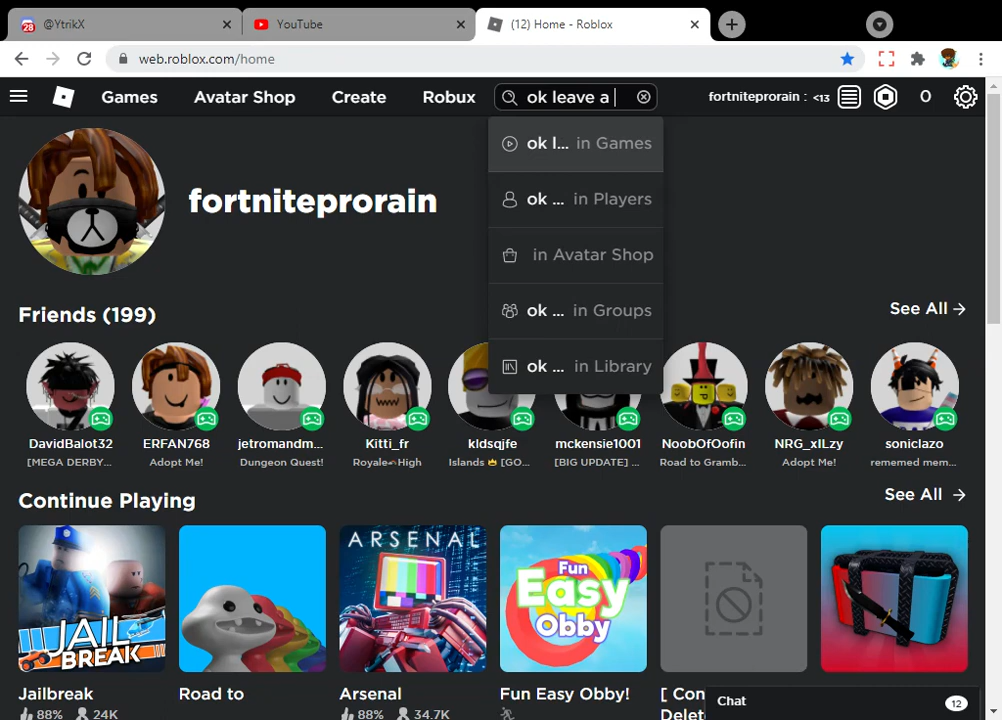 28
@YtrikX
YouTube
(12) Home - Roblox
web.roblox.com/home
Games
Avatar Shop
Create
Robux
ok leave a
fortniteprorain : <13
0
ok l... in Games
ok ... in Players
in Avatar Shop
ok ... in Groups
ok ... in Library
fortniteprorain
Friends (199)
See All →
DavidBalot32
ERFAN768
jetromandm...
Kitti_fr
kldsqjfe
mckensie1001
NoobOfOofin
NRG_xILzy
soniclazo
[MEGA DERBY...
Adopt Me!
Dungeon Quest!
Royale High
Islands [GO...
[BIG UPDATE] ...
Road to Gramb...
Adopt Me!
rememed mem...
Continue Playing
See All →
JAIL
BREAK
ARSENAL
Fun
Easy
Obby
Jailbreak
Road to
Arsenal
Fun Easy Obby!
[ Con
Delet
88% 24K
88% 34.7K
Chat
12